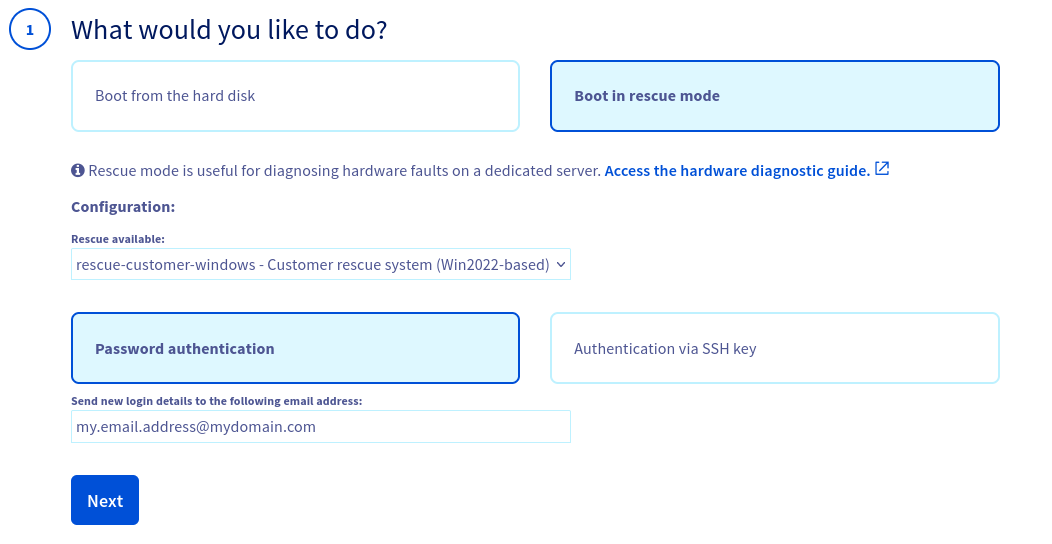 1
What would you like to do?
Boot from the hard disk
Boot in rescue mode
Rescue mode is useful for diagnosing hardware faults on a dedicated server. Access the hardware diagnostic guide.
Configuration:
Rescue available:
rescue-customer-windows - Customer rescue system (Win2022-based)
Password authentication
Authentication via SSH key
Send new login details to the following email address:
my.email.address@mydomain.com
Next